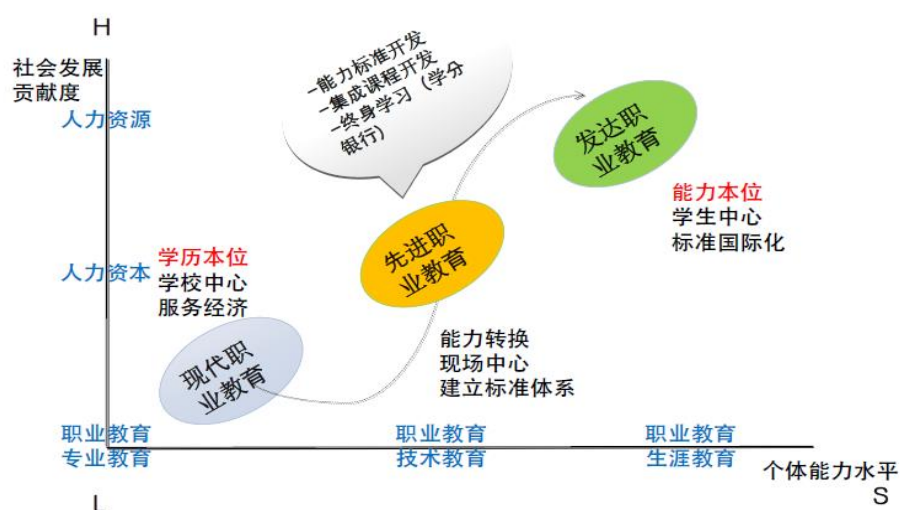 H
社会发展
贡献度
人力资源
-能力标准开发
-集成课程开发
-终身学习（学分
银行）
发达职
业教育
能力本位
学生中心
标准国际化
先进职
业教育
学历本位
学校中心
服务经济
人力资本
能力转换
现场中心
建立标准体系
现代职
业教育
职业教育
专业教育
职业教育
技术教育
职业教育
生涯教育
个体能力水平
S
L